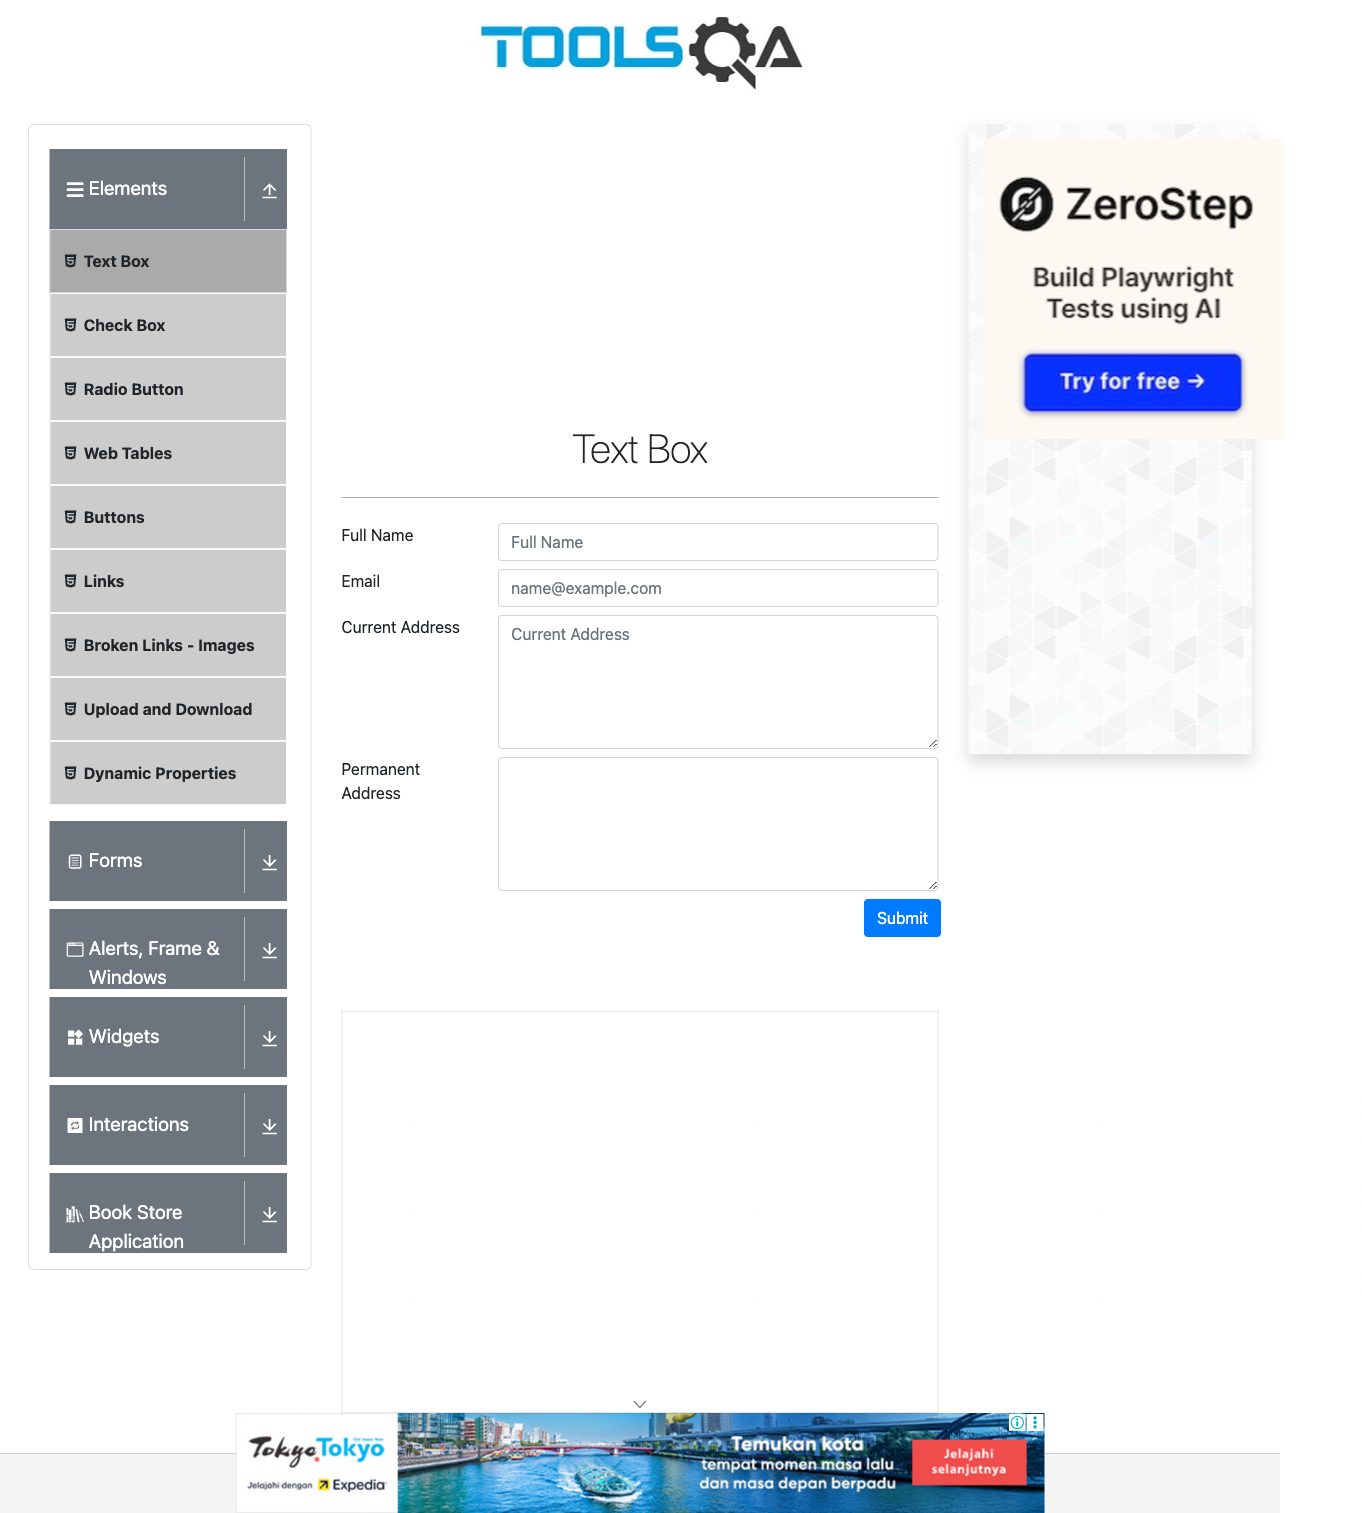 TOOLSQA
Elements
Text Box
Check Box
Radio Button
Web Tables
Buttons
Links
Broken Links - Images
Upload and Download
Dynamic Properties
Forms
Alerts, Frame &
Windows
Widgets
Interactions
Book Store
Application
Text Box
Full Name
Full Name
Email
name@example.com
Current Address
Current Address
Permanent
Address
Submit
ZeroStep
Build Playwright
Tests using AI
Try for free →
Tokyo Tokyo
Jelajahi dengan Expedia
Temukan kota
tempat momen masa lalu
dan masa depan berpadu
Jelajahi
selanjutnya